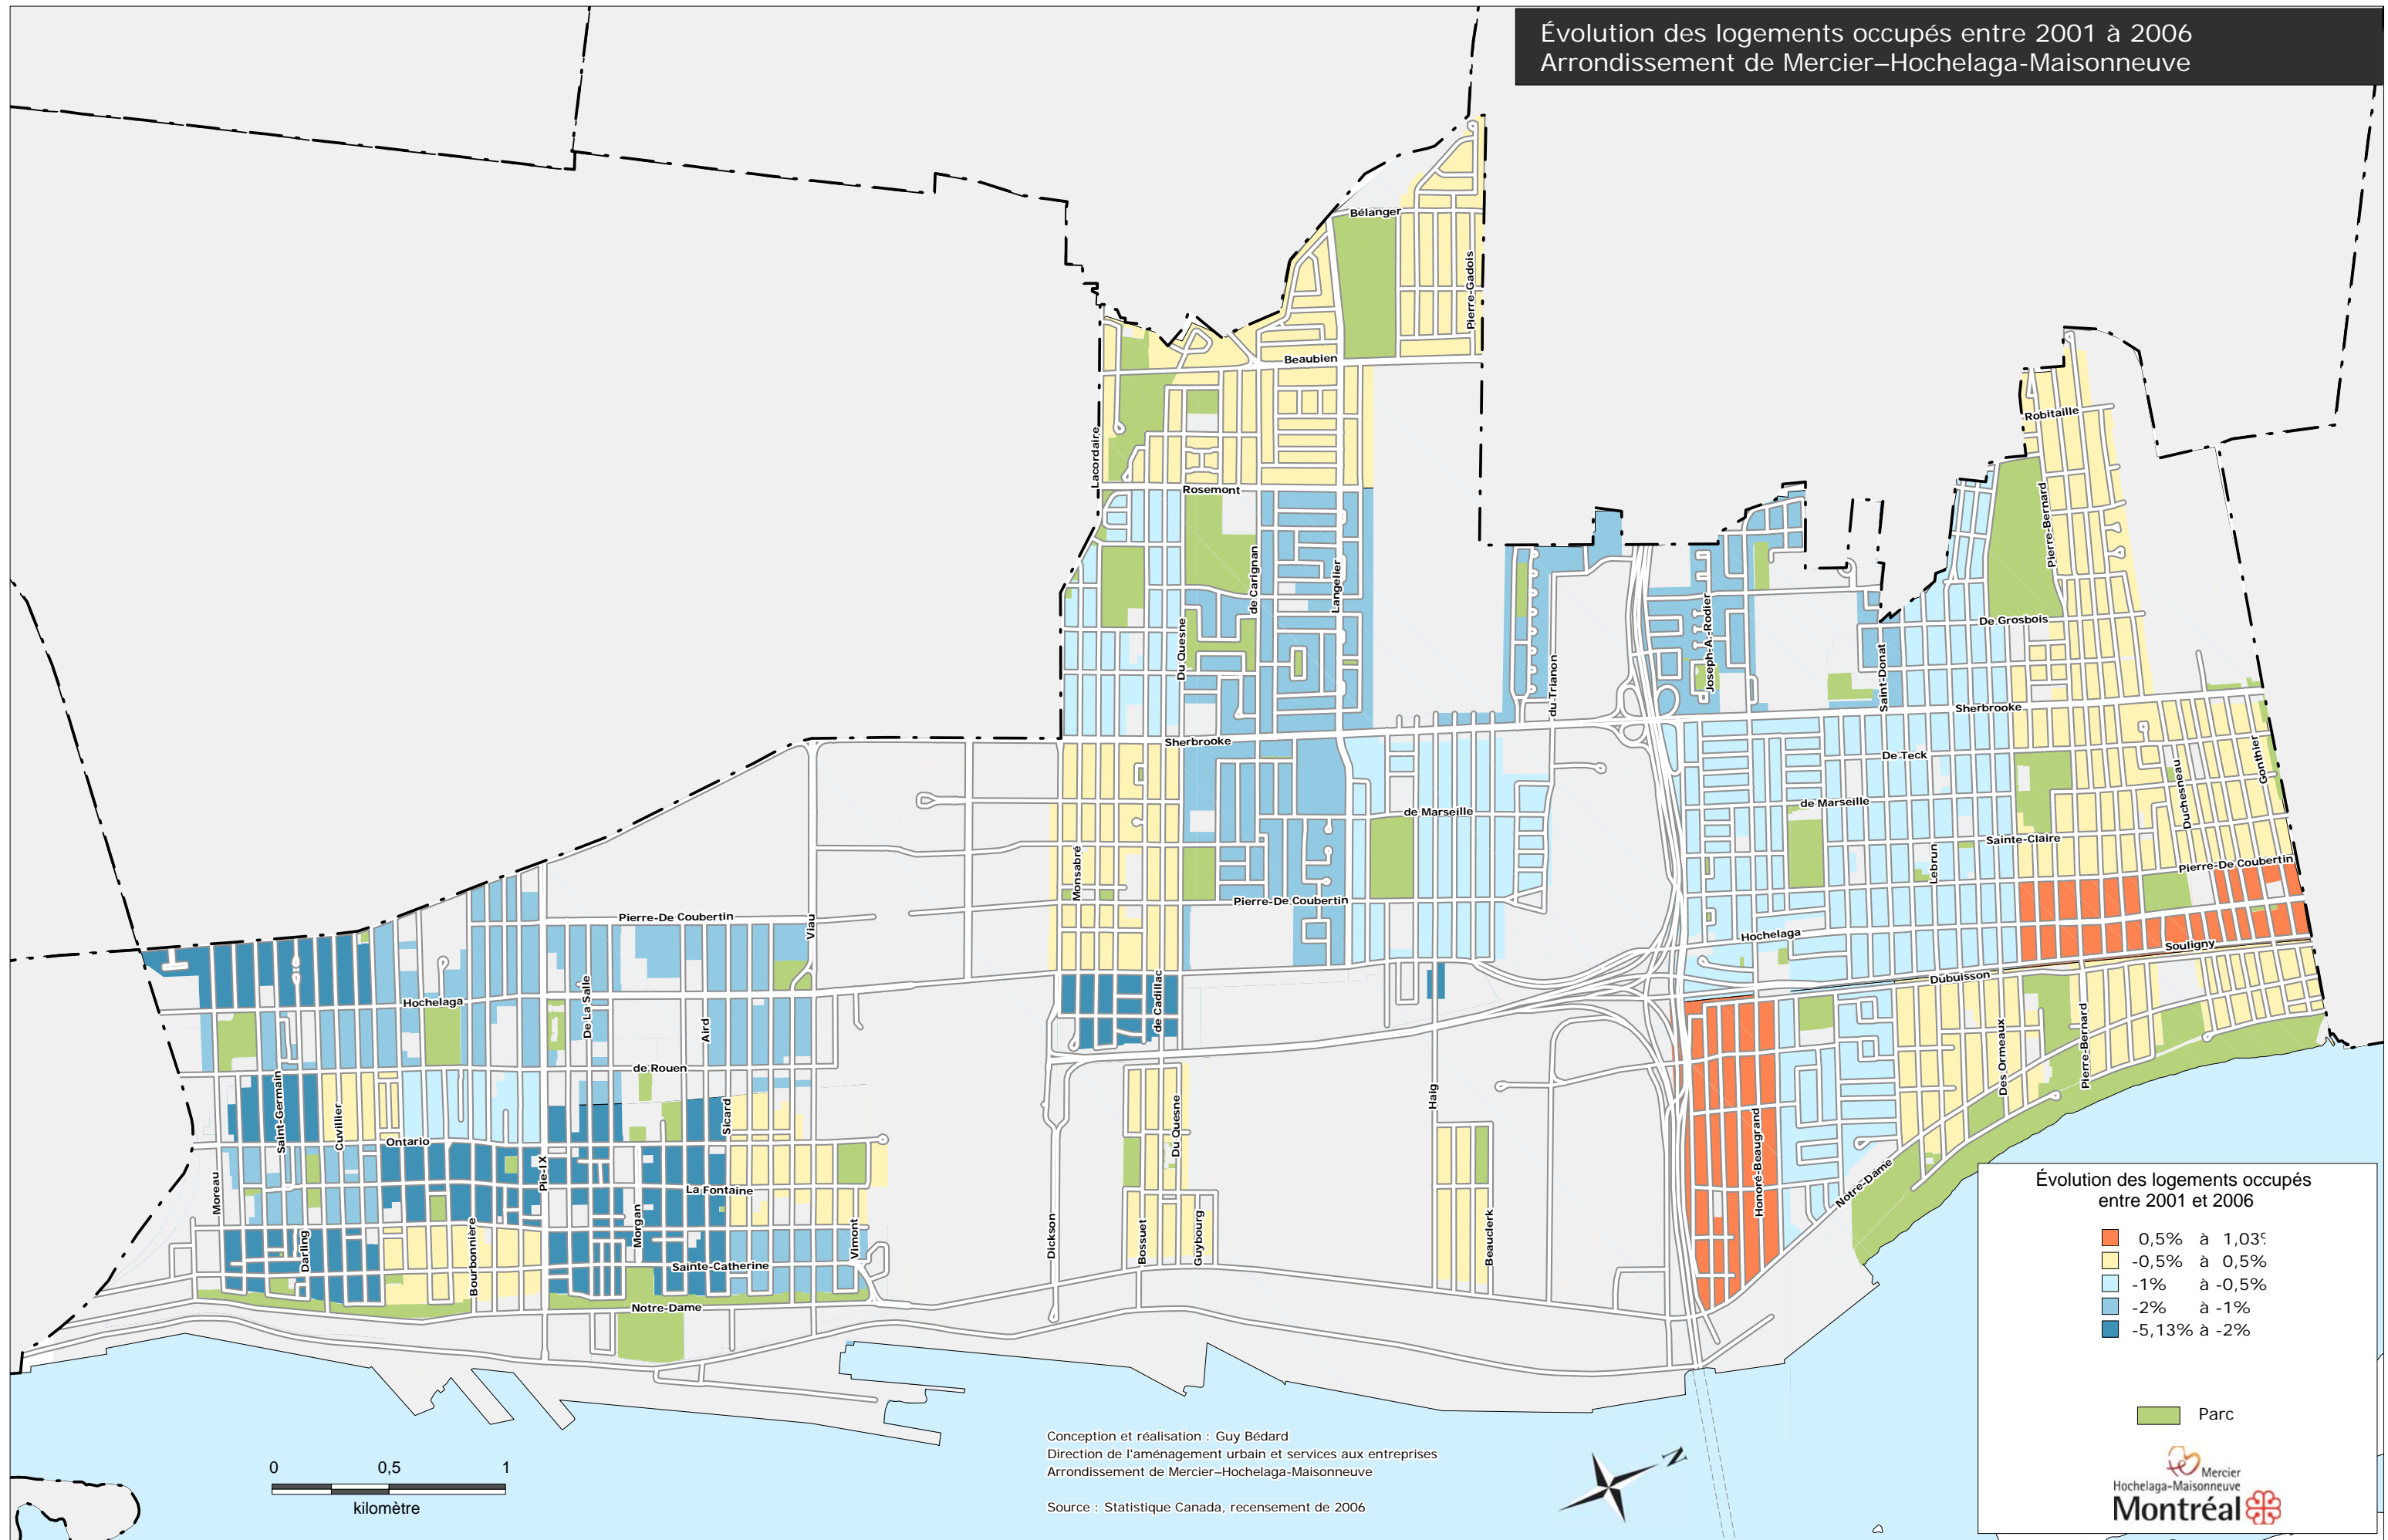 Évolution des logements occupés entre 2001 à 2006
Arrondissement de Mercier–Hochelaga-Maisonneuve
Bélanger
Pierre-Gadois
Beaubien
Robitaille
Lacordaire
Rosemont
Pierre-Bernard
de Carignan
Langelier
Du Quesne
De Grosbois
Joseph-A.-Rodier
Saint-Donat
du Trianon
Sherbrooke
Sherbrooke
De Teck
Gonthier
Duchesneau
de Marseille
de Marseille
Sainte-Claire
Monsabré
Lebrun
Pierre-De Coubertin
Pierre-De Coubertin
Pierre-De Coubertin
Viau
Hochelaga
Souligny
Dubuisson
Hochelaga
De La Salle
Aird
de Cadillac
Des Ormeaux
Pierre-Bernard
de Rouen
Saint-Germain
Cuvillier
Sicard
Du Quesne
Haig
Ontario
Honoré-Beaugrand
Moreau
Pie-IX
La Fontaine
Notre-Dame
Darling
Bourbonnière
Morgan
Vimont
Dickson
Bossuet
Guybourg
Beauclerk
Sainte-Catherine
Notre-Dame
Évolution des logements occupés
entre 2001 et 2006
0,5% à 1,03%
-0,5% à 0,5%
-1% à -0,5%
-2% à -1%
-5,13% à -2%
Parc
Mercier
Hochelaga-Maisonneuve
Montréal
Conception et réalisation : Guy Bédard
Direction de l'aménagement urbain et services aux entreprises
Arrondissement de Mercier–Hochelaga-Maisonneuve
Source : Statistique Canada, recensement de 2006
N
0 0,5 1
kilomètre